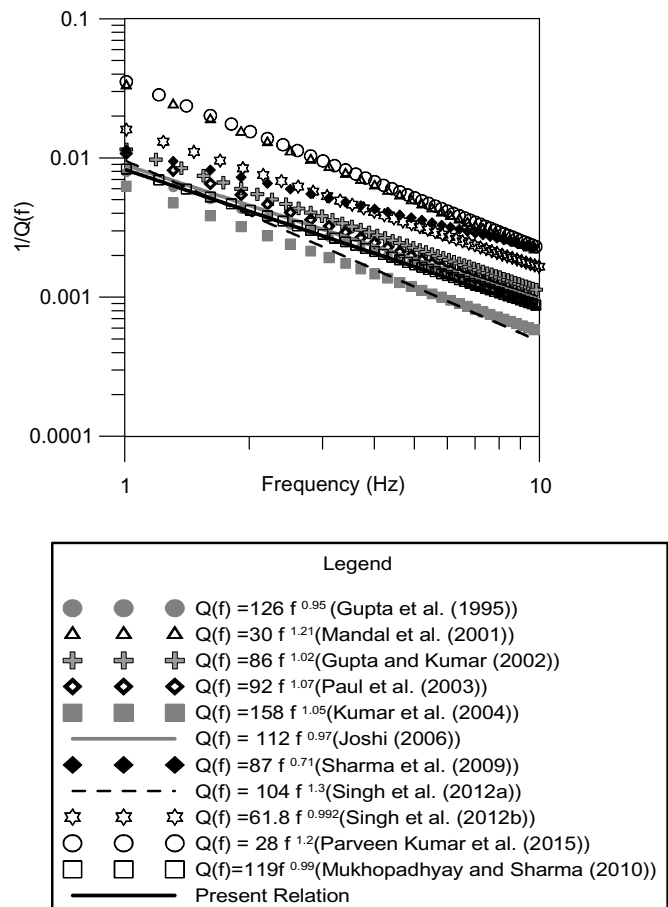 0.1
0.01
0.001
0.0001
1/Q(f)
1
Frequency (Hz)
10
Legend
Q(f) =126 f 0.95 (Gupta et al. (1995))
Q(f) =30 f 1.21(Mandal et al. (2001))
Q(f) =86 f 1.02(Gupta and Kumar (2002))
Q(f) =92 f 1.07(Paul et al. (2003))
Q(f) =158 f 1.05(Kumar et al. (2004))
Q(f) = 112 f 0.97(Joshi (2006))
Q(f) =87 f 0.71(Sharma et al. (2009))
Q(f) = 104 f 1.3(Singh et al. (2012a))
Q(f) =61.8 f 0.992(Singh et al. (2012b))
Q(f) = 28 f 1.2(Parveen Kumar et al. (2015))
Q(f)=119f 0.99(Mukhopadhyay and Sharma (2010))
Present Relation